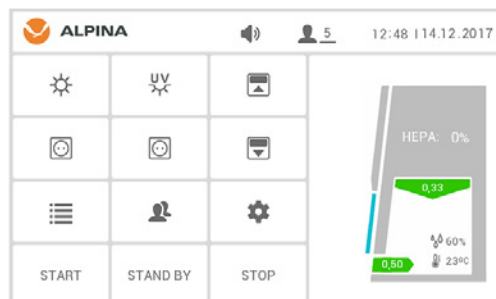 ALPINA 5 12:48 | 14.12.2017
UV
HEPA: 0%
0,33
60%
0,50 23ºC
START STAND BY STOP